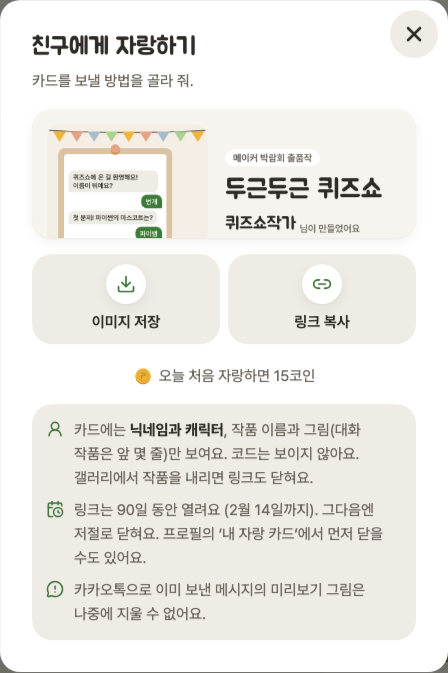 친구에게 자랑하기
카드를 보낼 방법을 골라 줘.
퀴즈쇼에 온 걸 환영해요!
이름이 뭐예요?
번개
첫 문제! 파이썬의 마스코트는?
파이썬
메이커 박람회 출품작
두근두근 퀴즈쇼
퀴즈쇼작가 님이 만들었어요
이미지 저장
링크 복사
오늘 처음 자랑하면 15코인
카드에는 닉네임과 캐릭터, 작품 이름과 그림(대화
작품은 앞 몇 줄)만 보여요. 코드는 보이지 않아요.
갤러리에서 작품을 내리면 링크도 닫혀요.
링크는 90일 동안 열려요 (2월 14일까지). 그다음엔
저절로 닫혀요. 프로필의 ‘내 자랑 카드’에서 먼저 닫을
수도 있어요.
카카오톡으로 이미 보낸 메시지의 미리보기 그림은
나중에 지울 수 없어요.